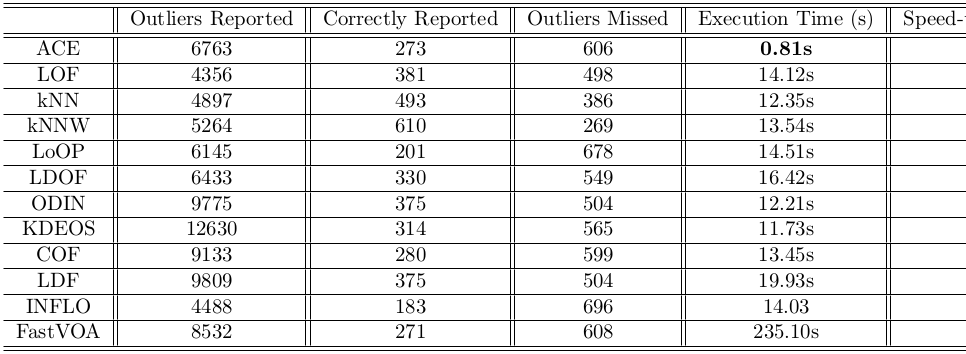 Outliers Reported Correctly Reported Outliers Missed Execution Time (s)
ACE 6763 273 606 0.81s
LOF 4356 381 498 14.12s
kNN 4897 493 386 12.35s
kNNW 5264 610 269 13.54s
LoOP 6145 201 678 14.51s
LDOF 6433 330 549 16.42s
ODIN 9775 375 504 12.21s
KDEOS 12630 314 565 11.73s
COF 9133 280 599 13.45s
LDF 9809 375 504 19.93s
INFLO 4488 183 696 14.03
FastVOA 8532 271 608 235.10s